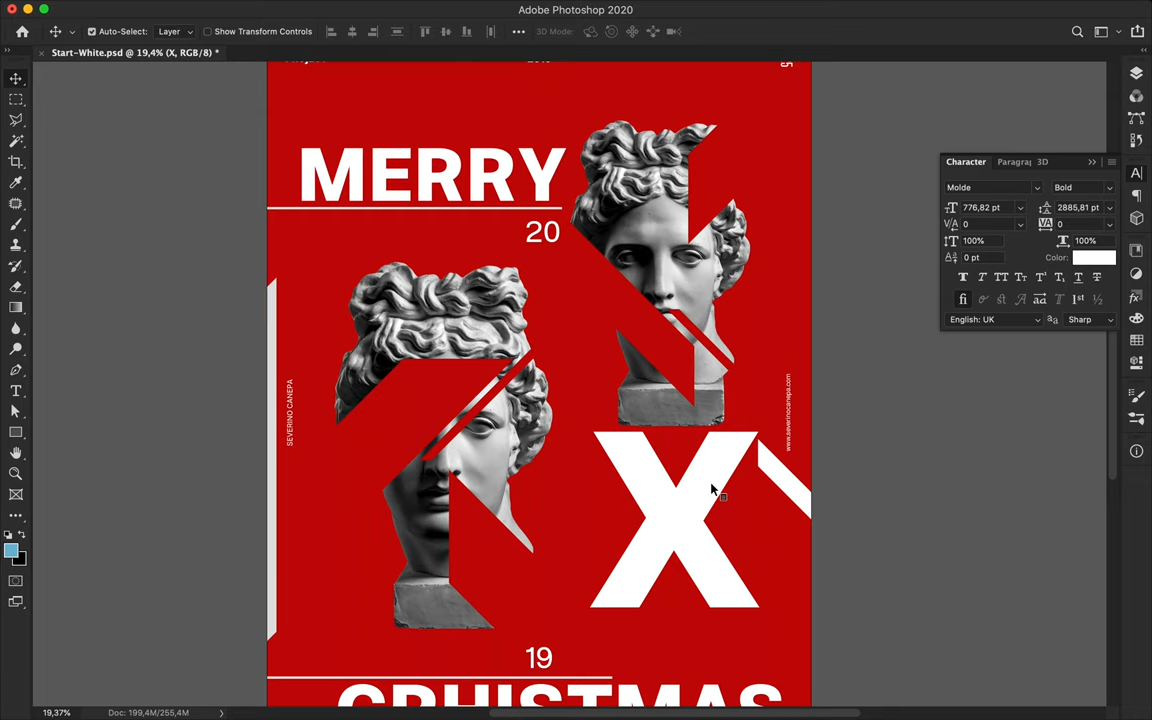 Adobe Photoshop 2020
Auto-Select: Layer Show Transform Controls 3D Mode:
Start-White.psd @ 19,4% (X, RGB/8) *
MERRY
20
SEVERINO CANEPA
www.severinocanepa.com
X
19
Character Paragraph 3D
Molde Bold
776,82 pt 2885,81 pt
0 0
100% 100%
0 pt Color:
English: UK Sharp
19,37% Doc: 199,4M/255,4M